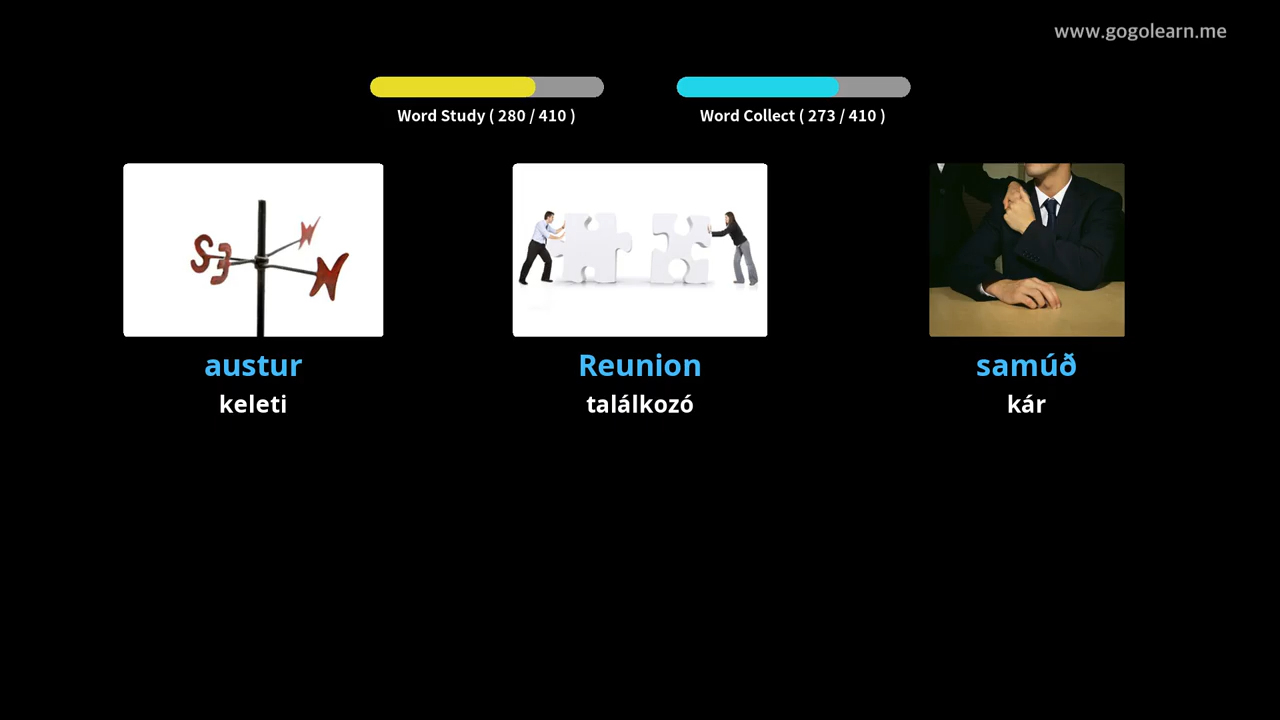 www.gogolearn.me
Word Study ( 280 / 410 )
Word Collect ( 273 / 410 )
S E N
austur
Reunion
samúð
keleti
találkozó
kár